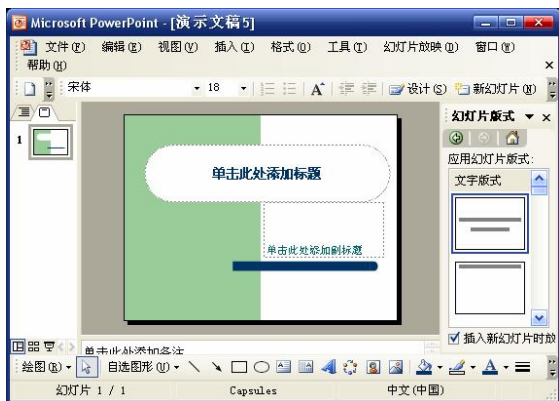 Microsoft PowerPoint - [演示文稿5]
文件(F) 编辑(E) 视图(V) 插入(I) 格式(O) 工具(T) 幻灯片放映(D) 窗口(W)
帮助(H)
宋体 18 设计(S) 新幻灯片(N)
幻灯片版式
1
应用幻灯片版式:
文字版式
单击此处添加标题
单击此处添加副标题
插入新幻灯片时放
单击此处添加备注
绘图(R) 自选图形(U)
幻灯片 1 / 1 Capsules 中文(中国)